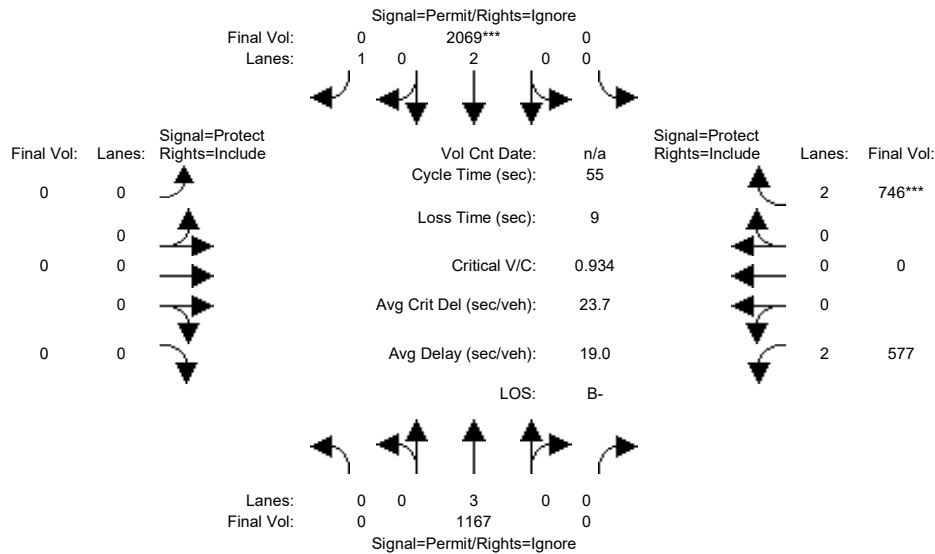 Signal=Permit/Rights=Ignore
Final Vol: 0 2069*** 0
Lanes: 1 0 2 0 0
Signal=Protect Signal=Protect
Final Vol: Lanes: Rights=Include Vol Cnt Date: n/a Rights=Include Lanes: Final Vol:
Cycle Time (sec): 55
0 0 2 746***
Loss Time (sec): 9
0 0
0 0 Critical V/C: 0.934 0 0
0 Avg Crit Del (sec/veh): 23.7 0
0 0 Avg Delay (sec/veh): 19.0 2 577
LOS: B-
Lanes: 0 0 3 0 0
Final Vol: 0 1167 0
Signal=Permit/Rights=Ignore